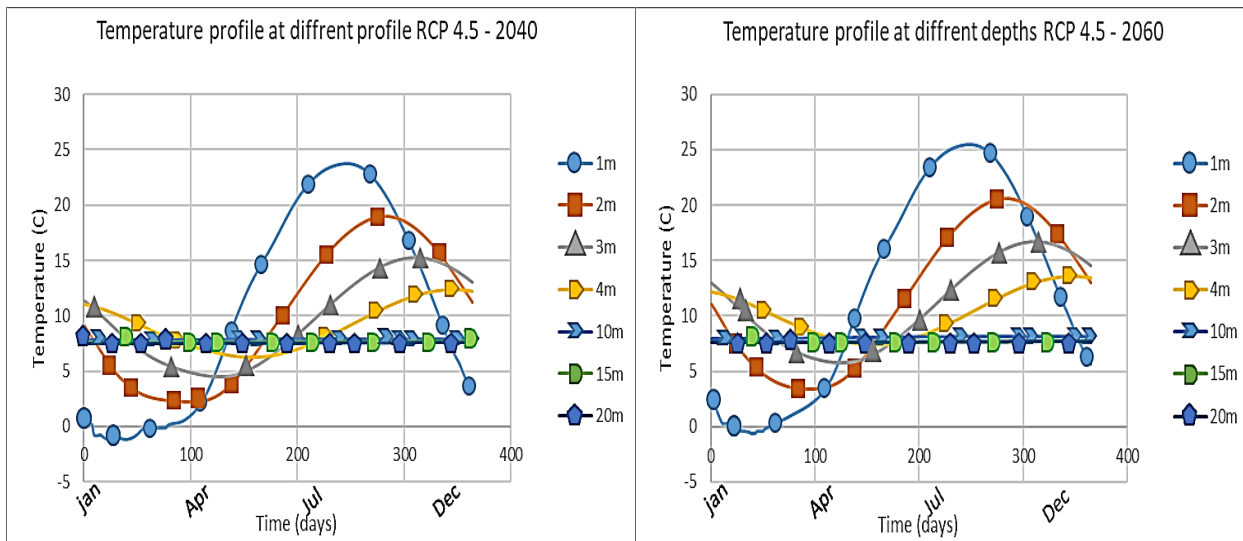 Temperature profile at diffrent profile RCP 4.5 - 2040
30
25
20
15
10
5
0
-5
Temperature (C)
0 100 200 300 400
jan Apr Jul Dec
Time (days)
1m
2m
3m
4m
10m
15m
20m
Temperature profile at diffrent depths RCP 4.5 - 2060
30
25
20
15
10
5
0
-5
Temperature (C)
0 100 200 300 400
jan Apr Jul Dec
Time (days)
1m
2m
3m
4m
10m
15m
20m